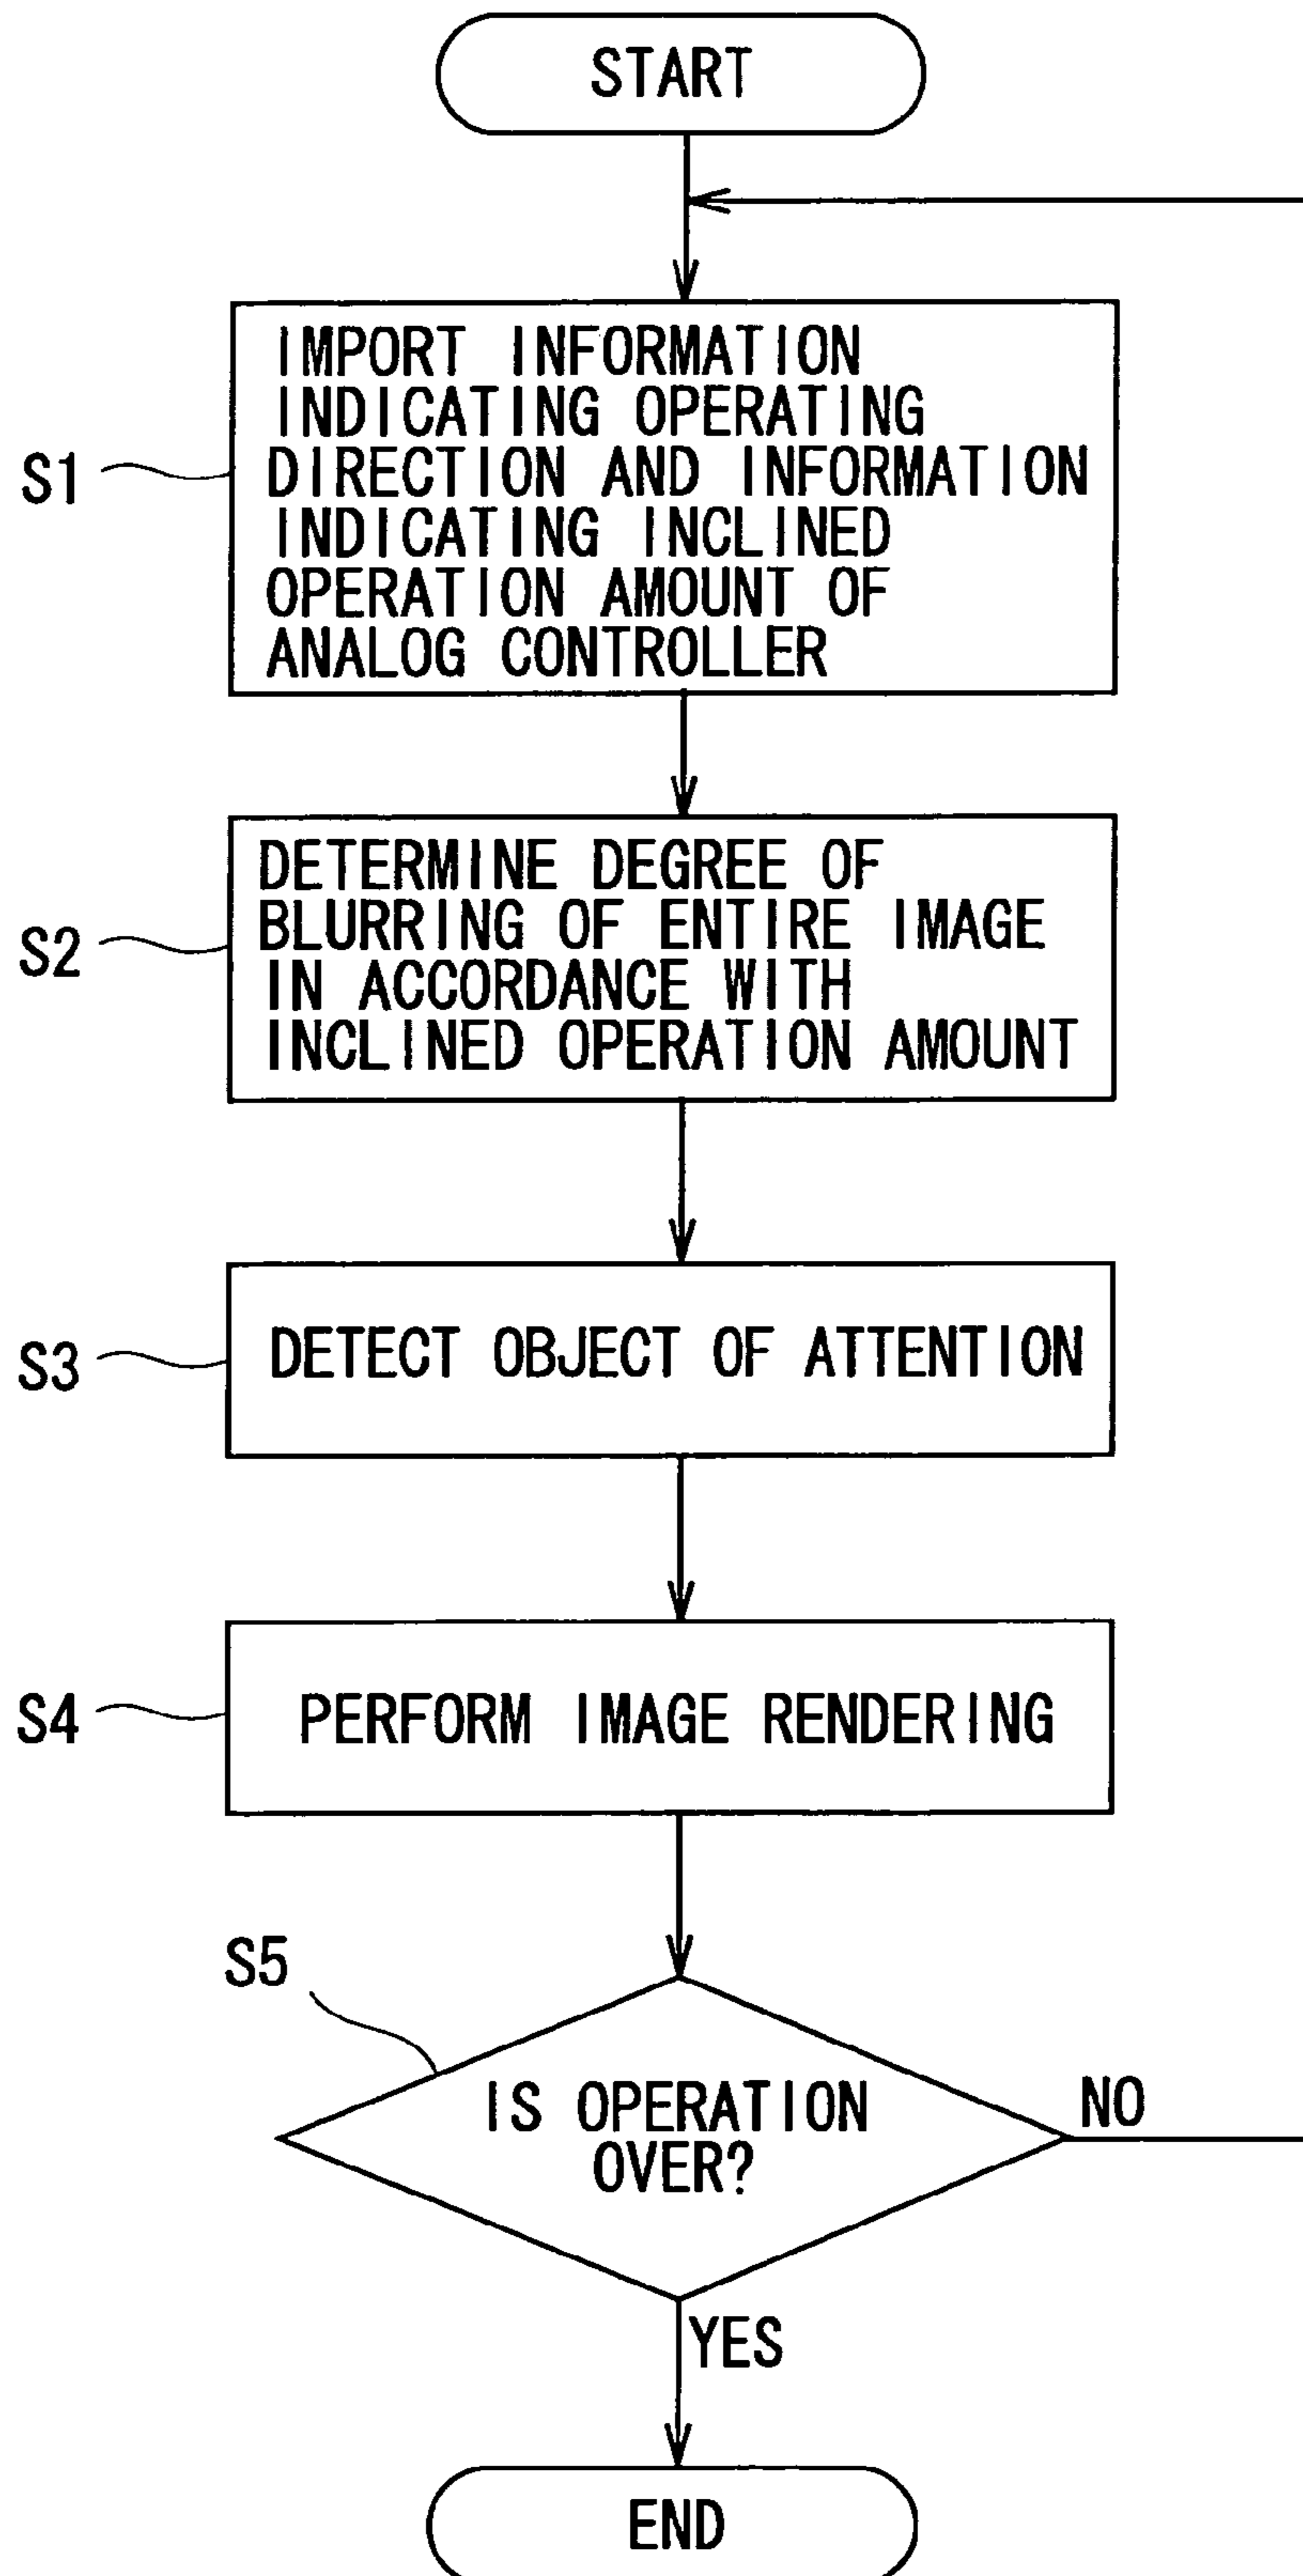 START
S1
IMPORT INFORMATION
INDICATING OPERATING
DIRECTION AND INFORMATION
INDICATING INCLINED
OPERATION AMOUNT OF
ANALOG CONTROLLER
S2
DETERMINE DEGREE OF
BLURRING OF ENTIRE IMAGE
IN ACCORDANCE WITH
INCLINED OPERATION AMOUNT
S3
DETECT OBJECT OF ATTENTION
S4
PERFORM IMAGE RENDERING
S5
IS OPERATION
OVER?
NO
YES
END